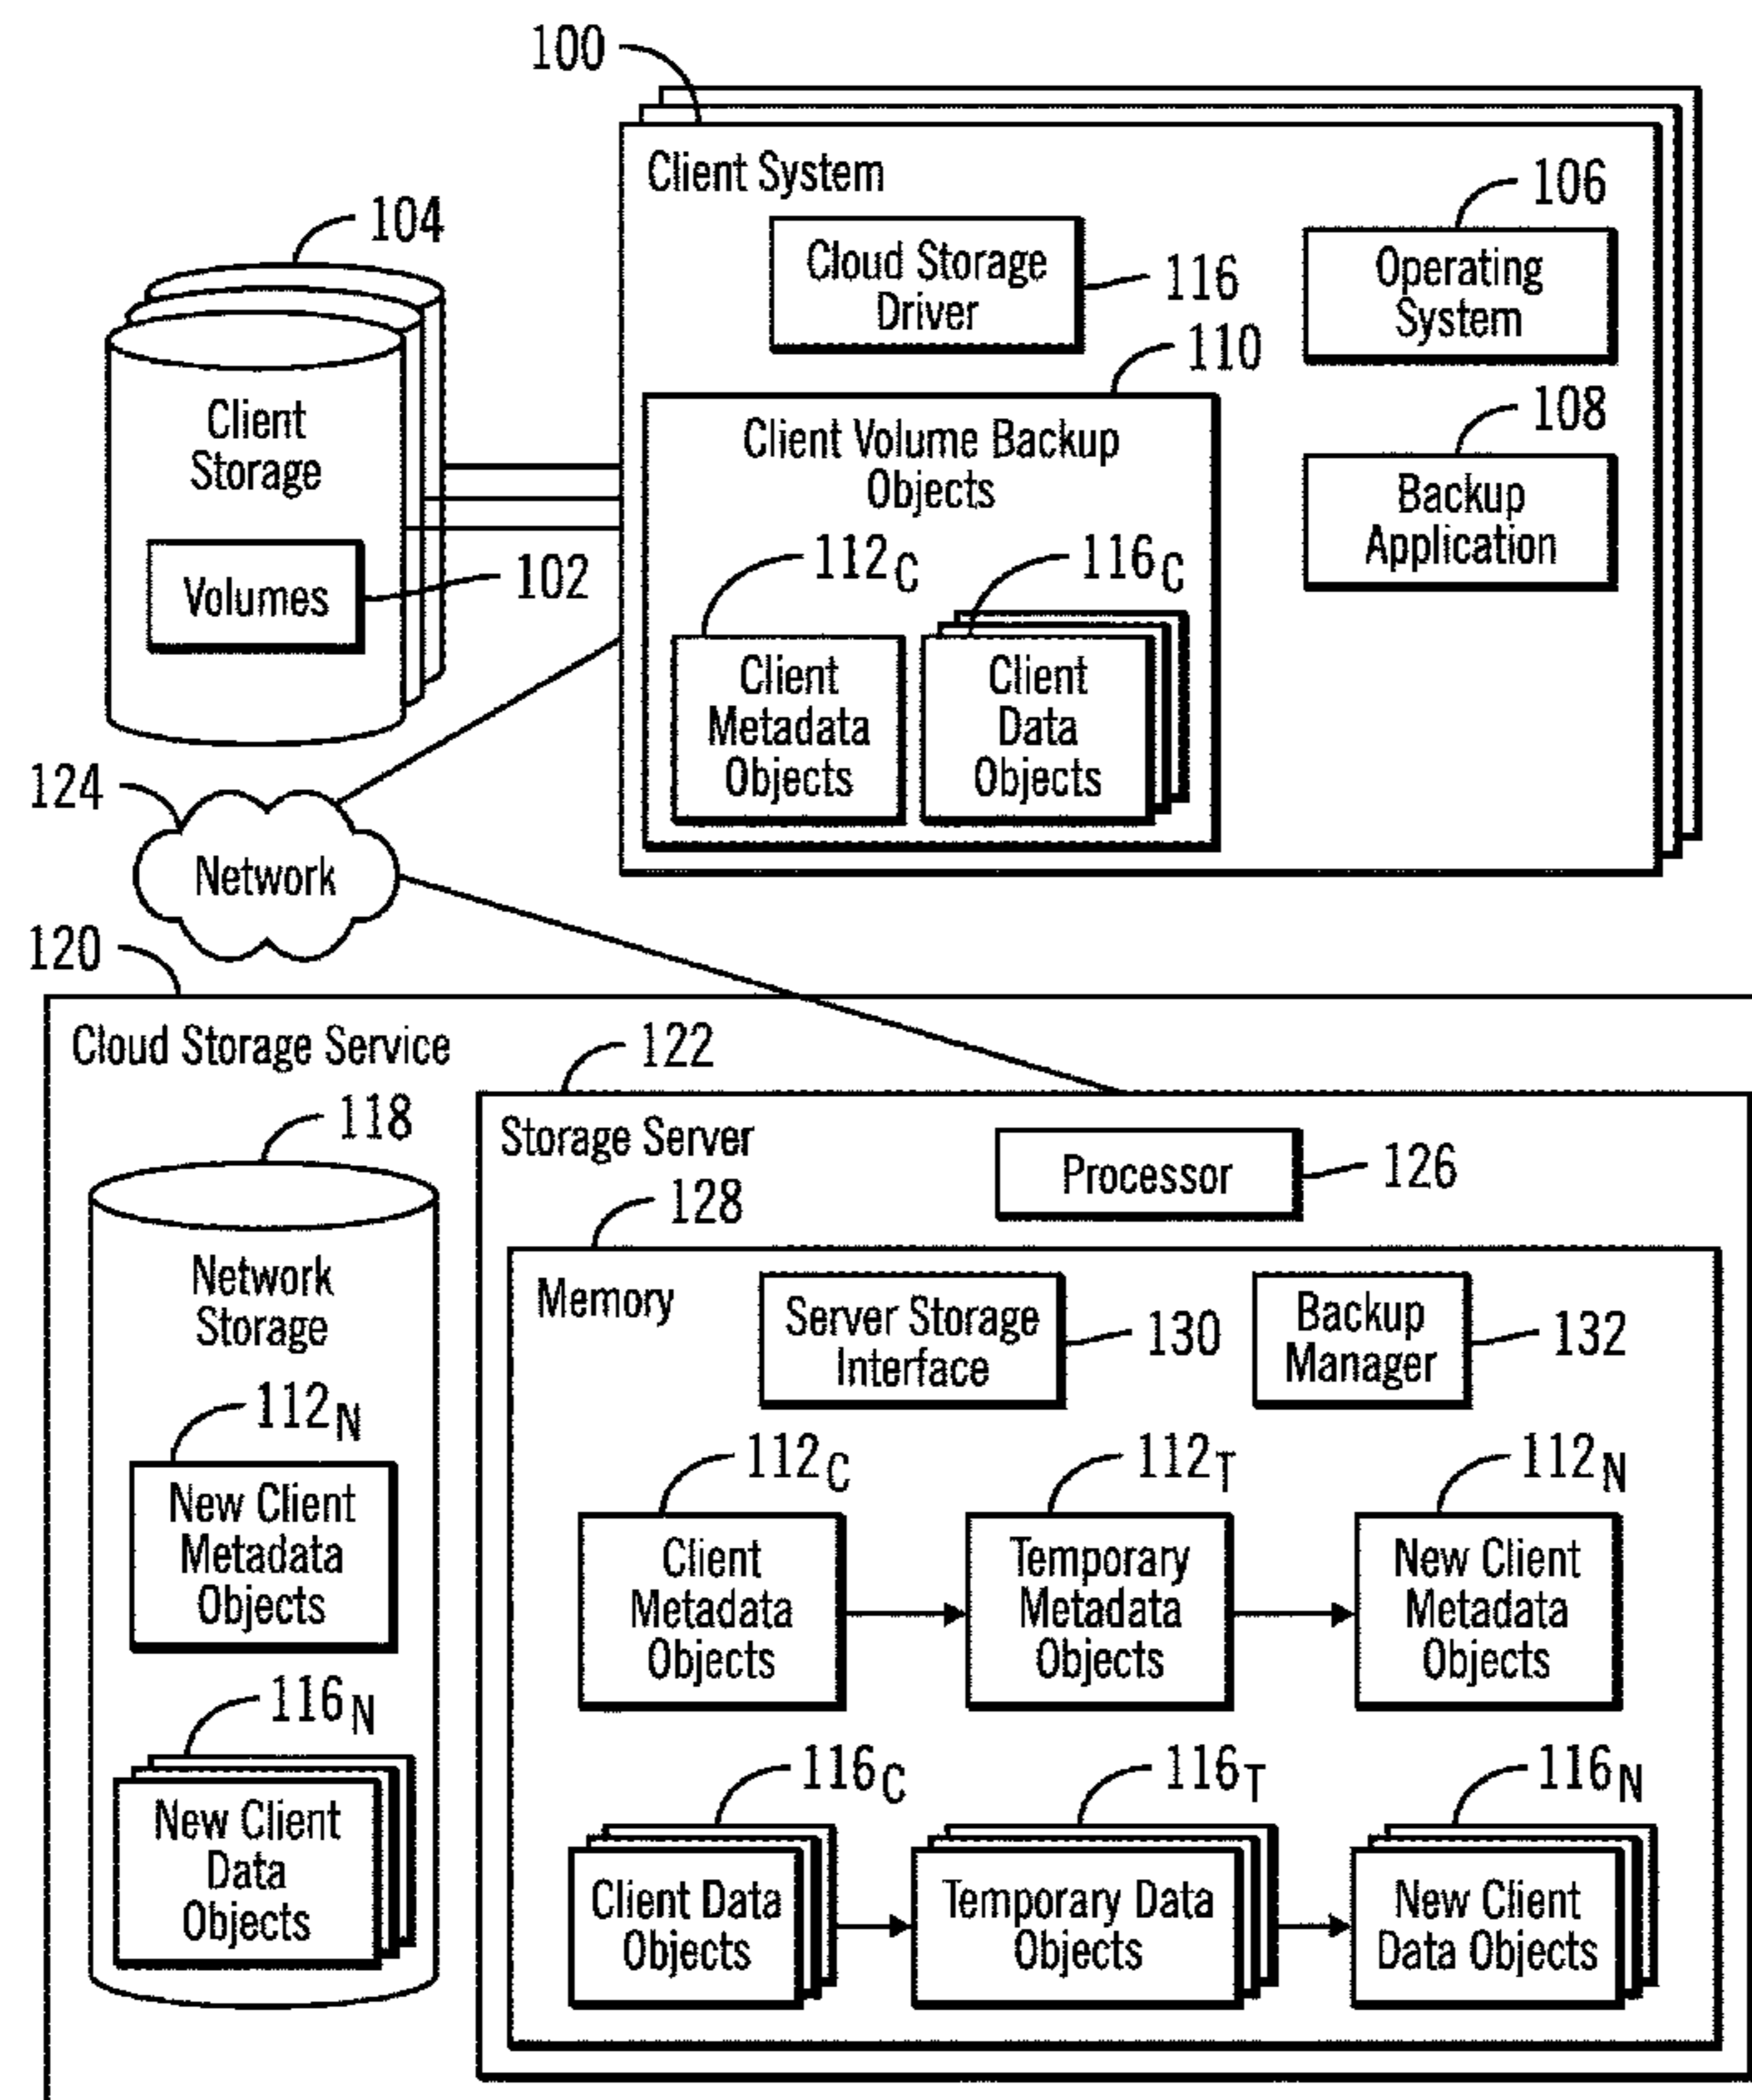 100
Client System
104
106
Cloud Storage
Driver
116
Operating
System
110
Client
Storage
Client Volume Backup
Objects
108
Backup
Application
112C
116C
Volumes
102
Client
Metadata
Objects
Client
Data
Objects
124
Network
120
Cloud Storage Service
122
118
Storage Server
Processor
126
128
Network
Storage
Memory
Server Storage
Interface
130
Backup
Manager
132
112N
New Client
Metadata
Objects
112C
112T
112N
Client
Metadata
Objects
Temporary
Metadata
Objects
New Client
Metadata
Objects
116N
New Client
Data
Objects
116C
116T
116N
Client Data
Objects
Temporary Data
Objects
New Client
Data Objects